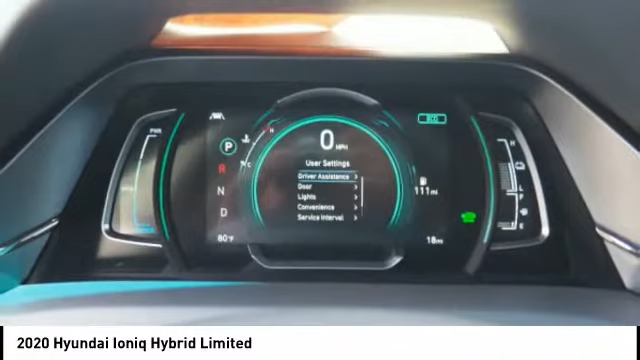 PWR
0 MPH
H
P
R
N
D
C
User Settings
Driver Assistance
Door
Lights
Convenience
Service Interval
111mi
80°F
18mi
H
L
F
E
2020 Hyundai Ioniq Hybrid Limited